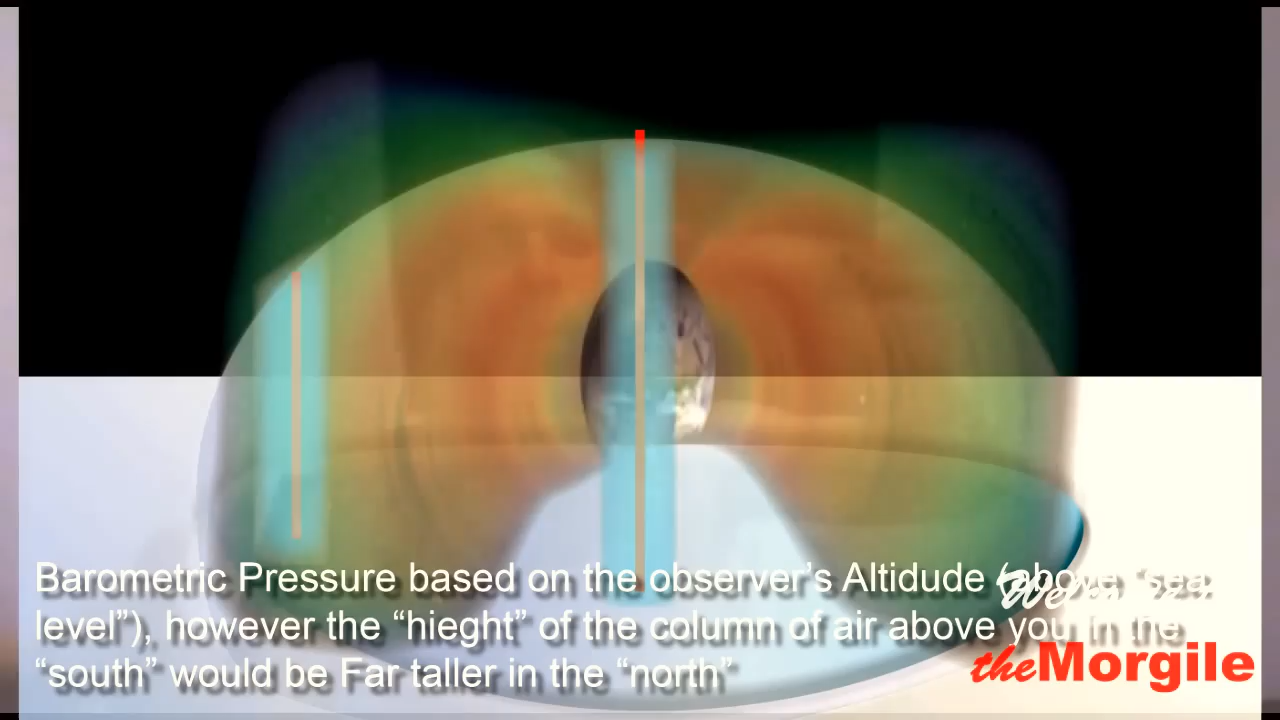 Barometric Pressure based on the observer's Altidude (above "sea
level"), however the "hieght" of the column of air above you in the
"south" would be Far taller in the "north"
theMorgile